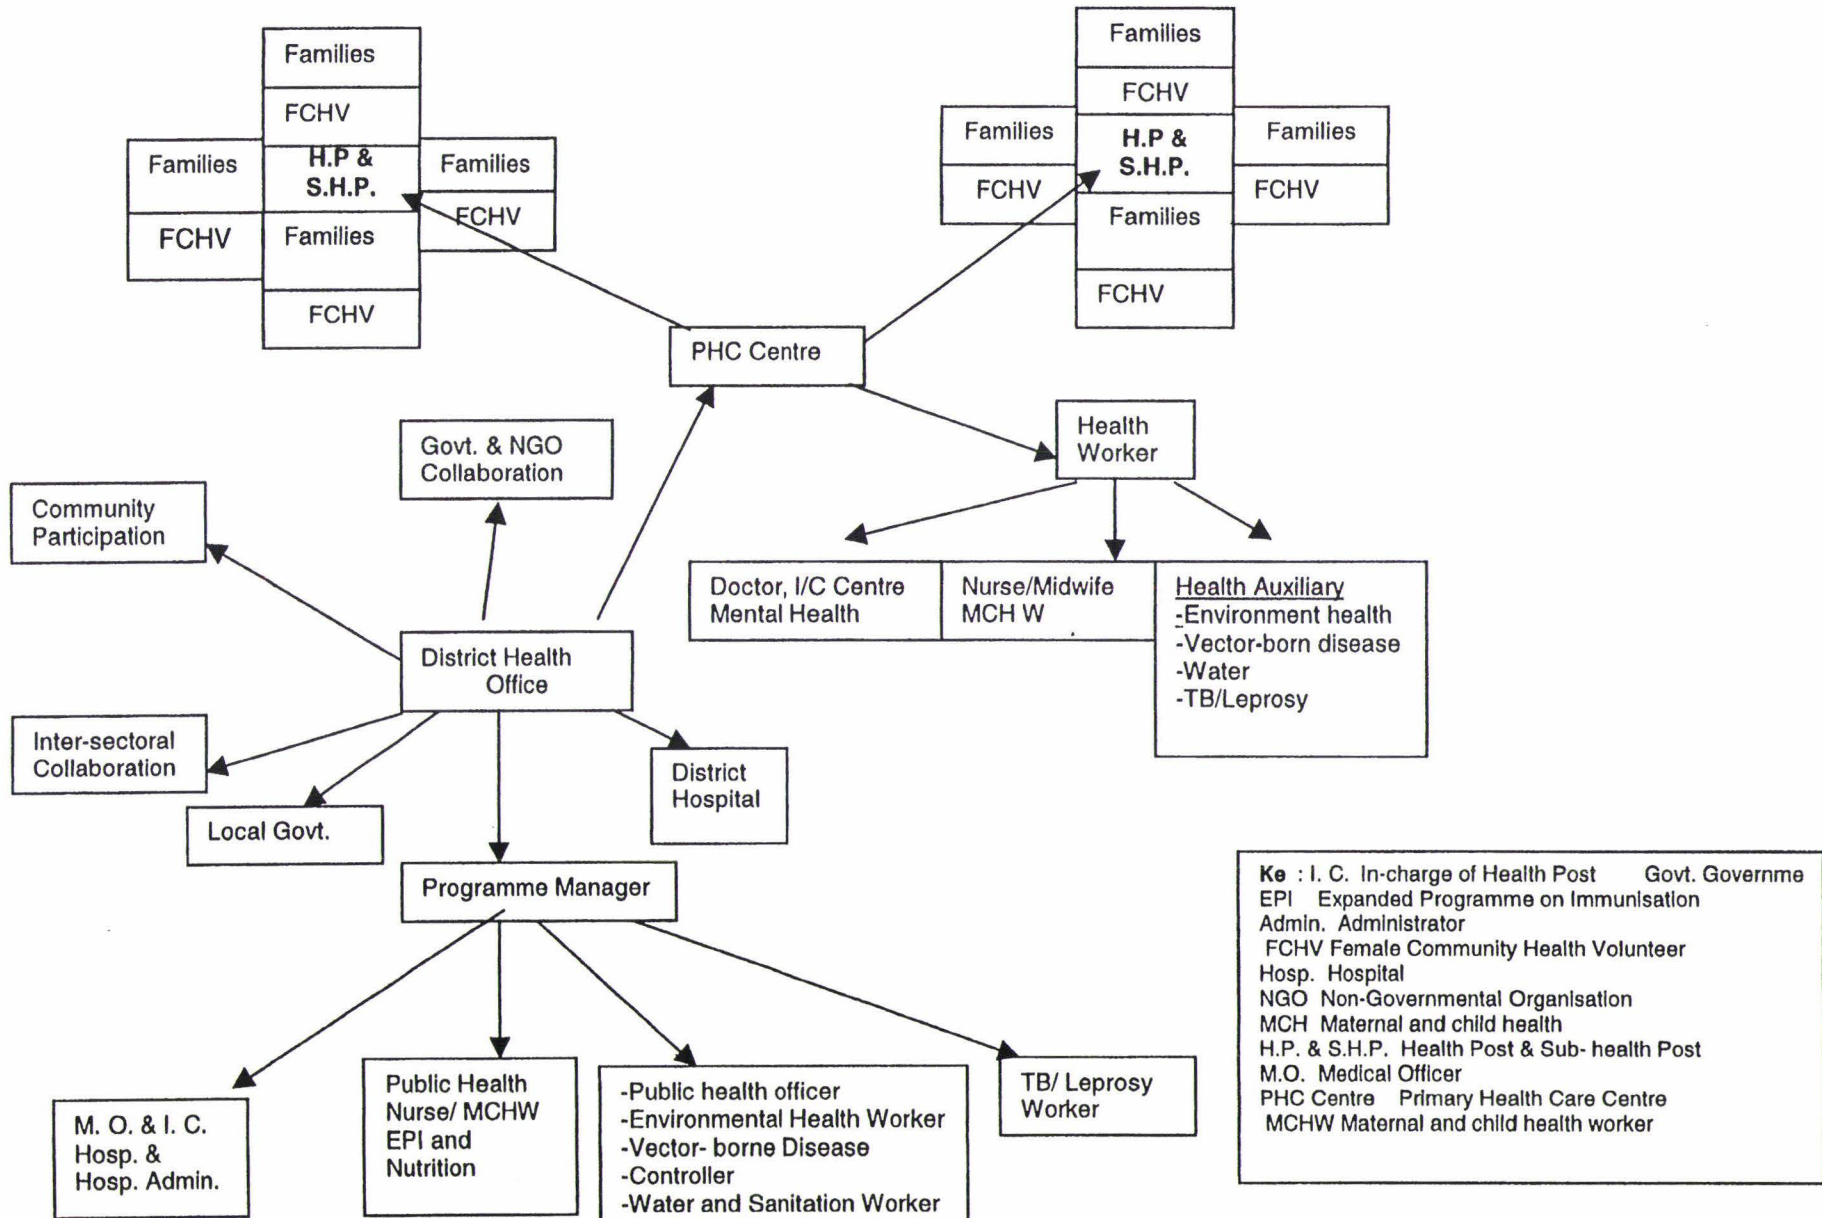 Families
FCHV
Families
H.P &
S.H.P.
Families
FCHV
Families
FCHV
FCHV
Families
FCHV
Families
H.P &
S.H.P.
Families
FCHV
Families
FCHV
FCHV
PHC Centre
Health
Worker
Govt. & NGO
Collaboration
Community
Participation
Doctor, I/C Centre
Mental Health
Nurse/Midwife
MCH W
Health Auxiliary
-Environment health
-Vector-born disease
-Water
-TB/Leprosy
District Health
Office
Inter-sectoral
Collaboration
District
Hospital
Local Govt.
Programme Manager
M. O. & I. C.
Hosp. &
Hosp. Admin.
Public Health
Nurse/ MCHW
EPI and
Nutrition
-Public health officer
-Environmental Health Worker
-Vector- borne Disease
-Controller
-Water and Sanitation Worker
TB/ Leprosy
Worker
Ke : I. C. In-charge of Health Post Govt. Governme
EPI Expanded Programme on Immunisation
Admin. Administrator
FCHV Female Community Health Volunteer
Hosp. Hospital
NGO Non-Governmental Organisation
MCH Maternal and child health
H.P. & S.H.P. Health Post & Sub- health Post
M.O. Medical Officer
PHC Centre Primary Health Care Centre
MCHW Maternal and child health worker